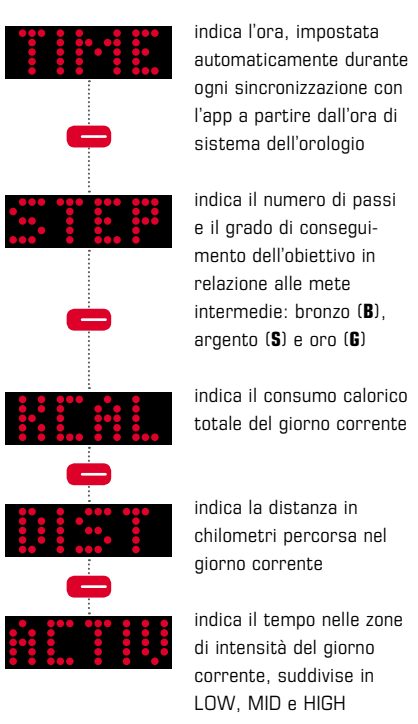 TIME
indica l'ora, impostata
automaticamente durante
ogni sincronizzazione con
l'app a partire dall'ora di
sistema dell'orologio
STEP
indica il numero di passi
e il grado di consegui-
mento dell'obiettivo in
relazione alle mete
intermedie: bronzo (B),
argento (S) e oro (G)
KCAL
indica il consumo calorico
totale del giorno corrente
DIST
indica la distanza in
chilometri percorsa nel
giorno corrente
ACTIV
indica il tempo nelle zone
di intensità del giorno
corrente, suddivise in
LOW, MID e HIGH